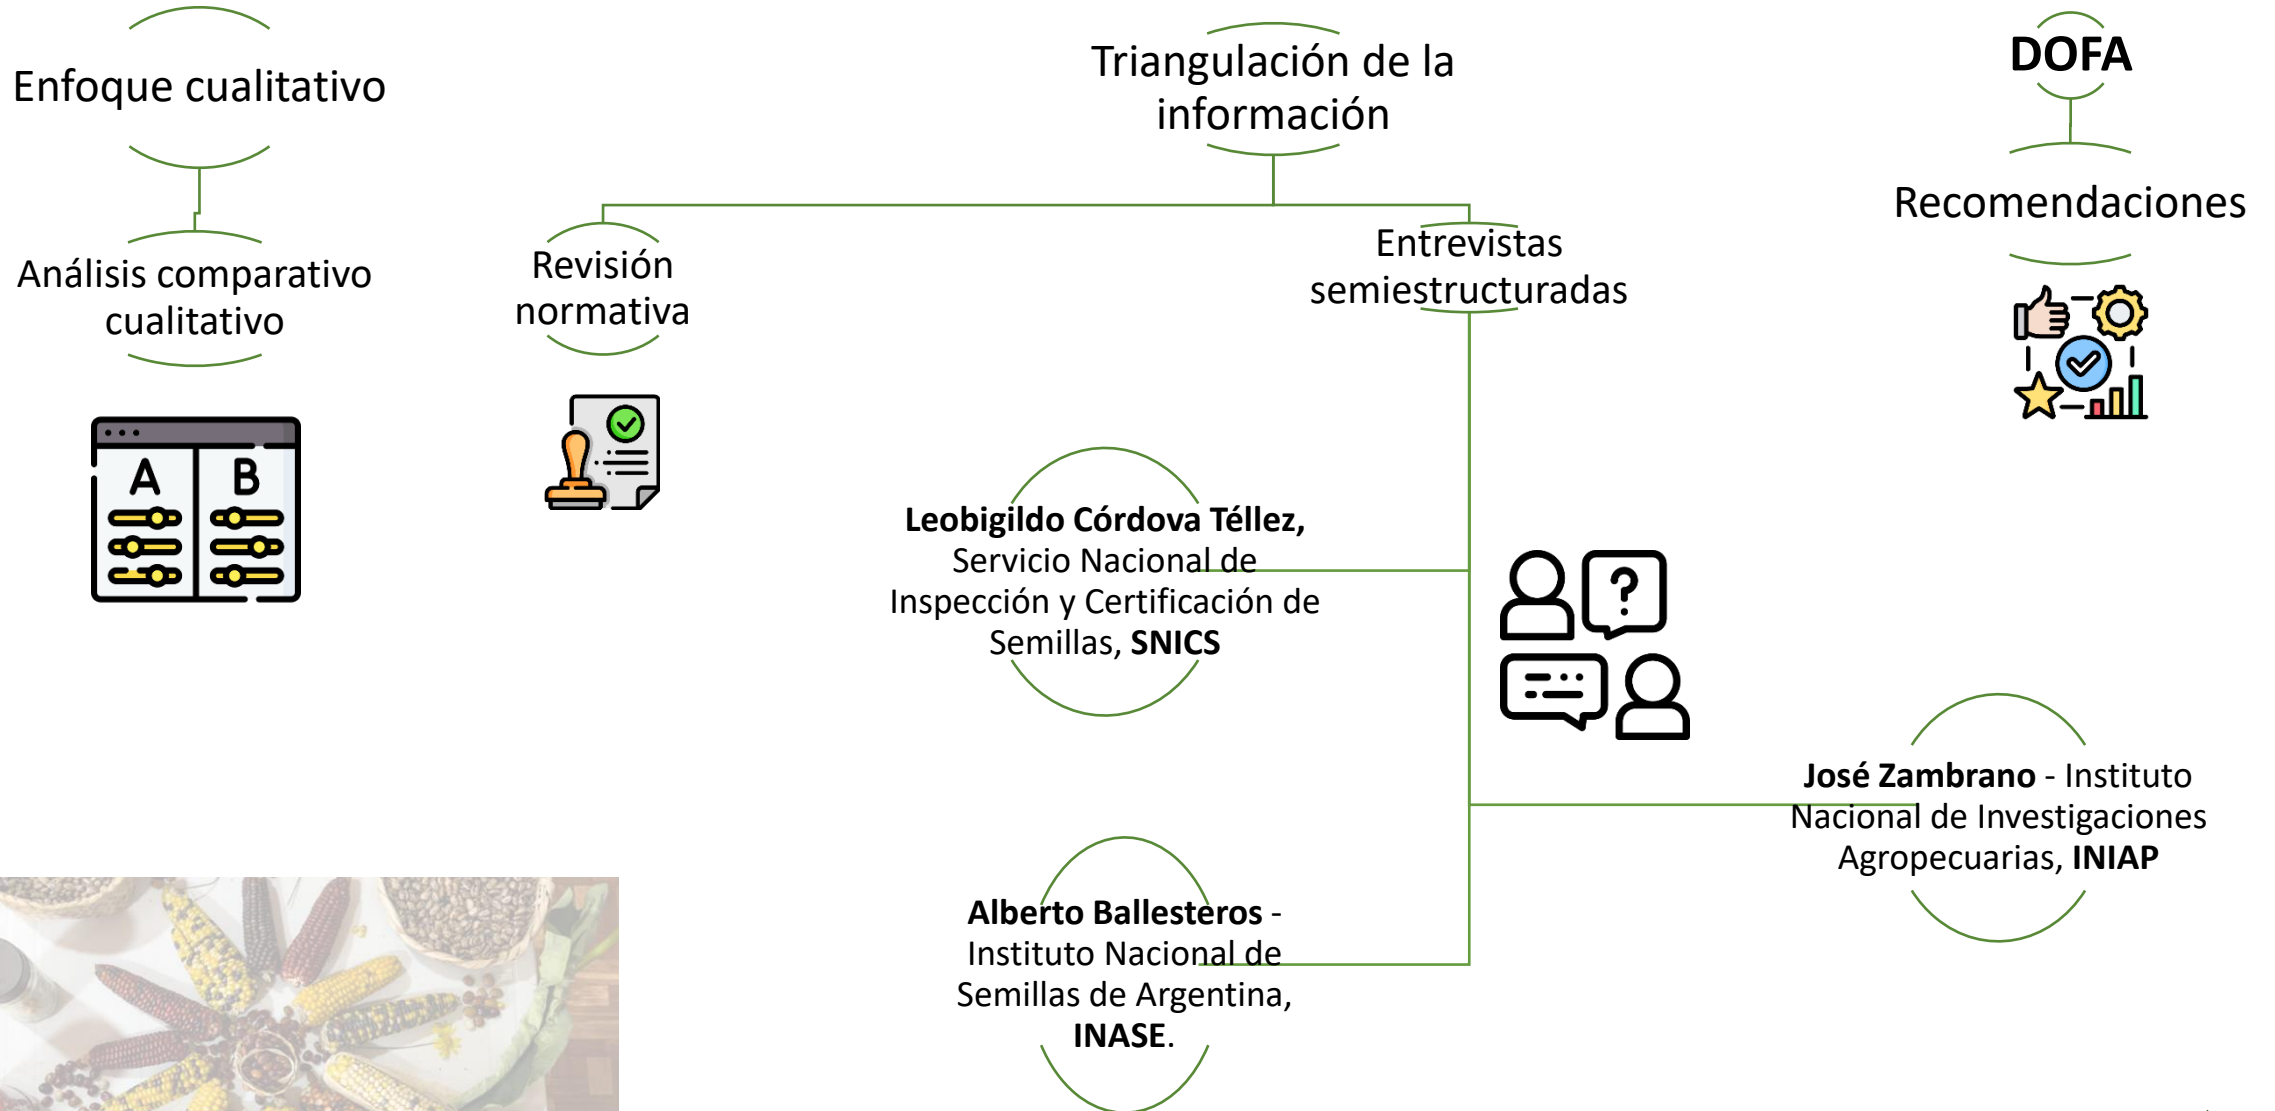 Enfoque cualitativo
Análisis comparativo
cualitativo
A B
Triangulación de la
información
Revisión
normativa
Entrevistas
semiestructuradas
Leobigildo Córdova Téllez,
Servicio Nacional de
Inspección y Certificación de
Semillas, SNICS
?
José Zambrano - Instituto
Nacional de Investigaciones
Agropecuarias, INIAP
Alberto Ballesteros -
Instituto Nacional de
Semillas de Argentina,
INASE.
DOFA
Recomendaciones